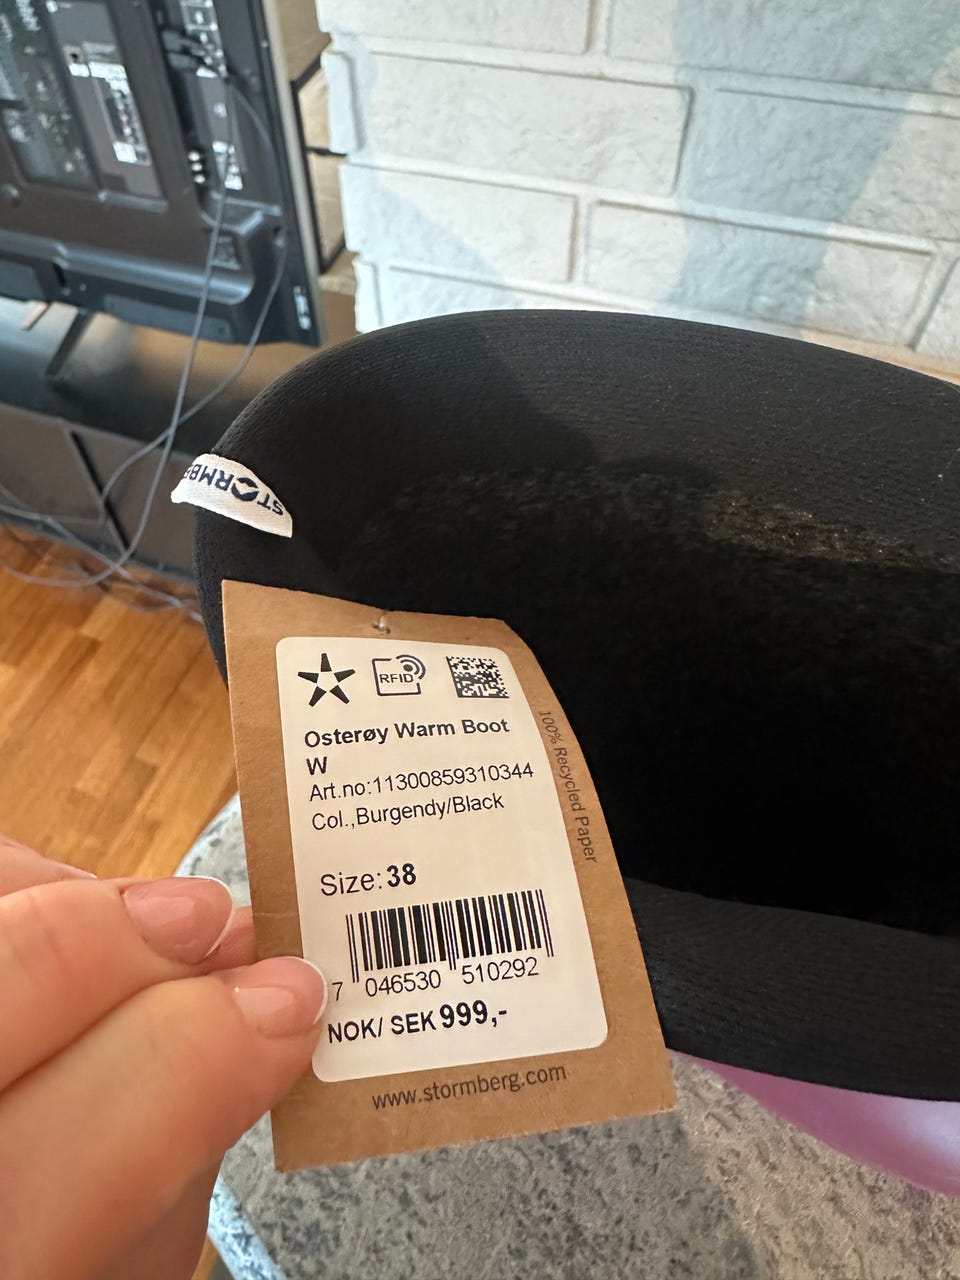 STORMBE
RFID
Osterøy Warm Boot
W
Art.no:11300859310344
Col.,Burgendy/Black
Size:38
7 046530 510292
NOK/ SEK 999,-
100% Recycled Paper
www.stormberg.com